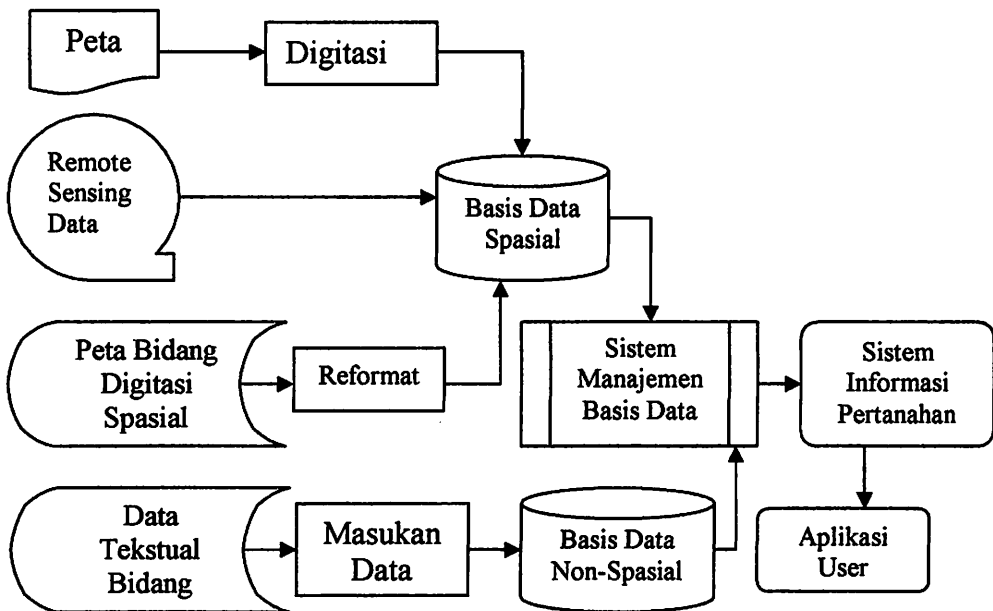 Peta
Digitasi
Remote
Sensing
Data
Basis Data
Spasial
Peta Bidang
Digitasi
Spasial
Reformat
Sistem
Manajemen
Basis Data
Sistem
Informasi
Pertanahan
Data
Tekstual
Bidang
Masukan
Data
Basis Data
Non-Spasial
Aplikasi
User